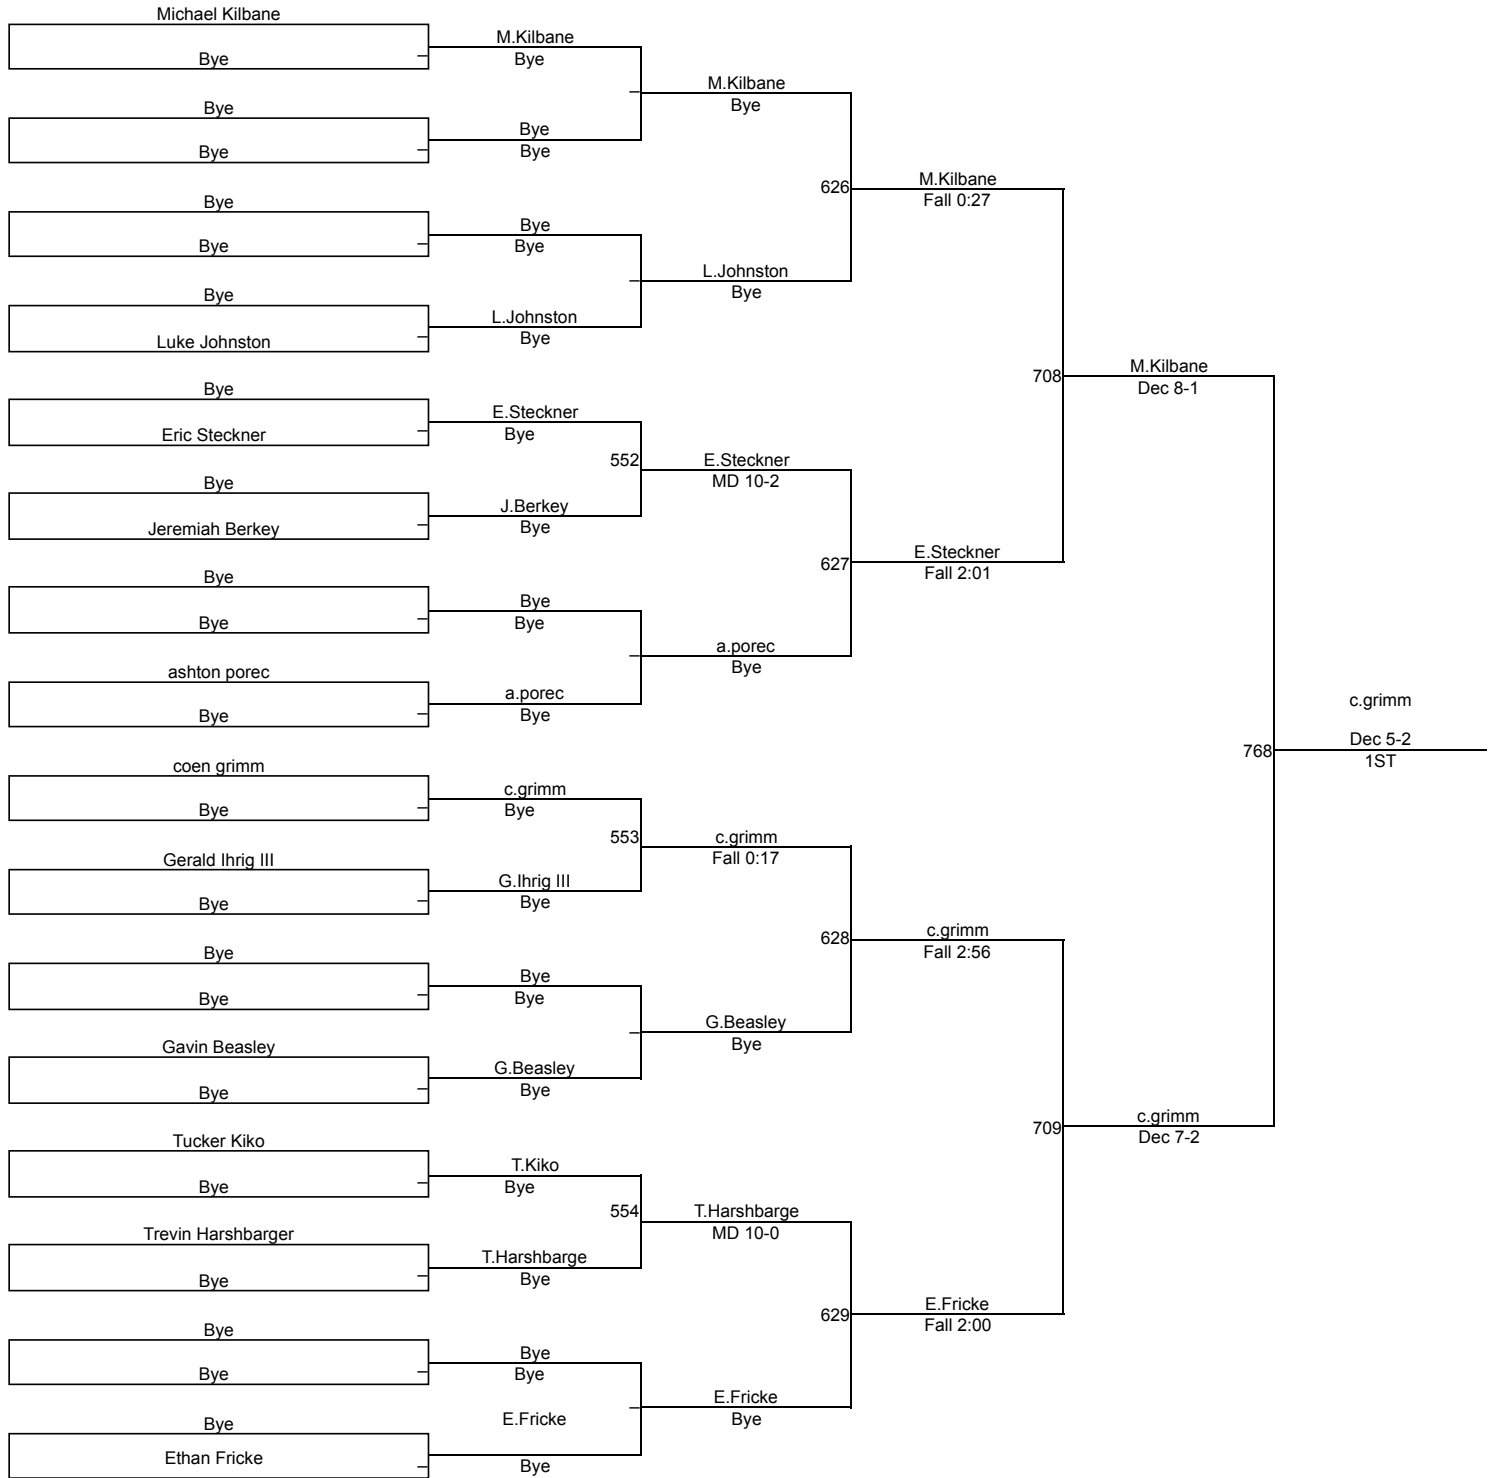 Michael Kilbane
Bye
Bye
Bye
Bye
Bye
Bye
Luke Johnston
Bye
Eric Steckner
Bye
Jeremiah Berkey
Bye
Bye
ashton porec
Bye
coen grimm
Bye
Gerald Ihrig III
Bye
Bye
Bye
Gavin Beasley
Bye
Tucker Kiko
Bye
Trevin Harshbarger
Bye
Bye
Bye
Bye
Ethan Fricke
M.Kilbane
Bye
Bye
Bye
Bye
Bye
L.Johnston
Bye
E.Steckner
Bye
552
J.Berkey
Bye
Bye
Bye
a.porec
Bye
c.grimm
Bye
553
G.Ihrig III
Bye
Bye
Bye
G.Beasley
Bye
T.Kiko
Bye
554
T.Harshbarge
Bye
Bye
Bye
E.Fricke
Bye
M.Kilbane
Bye
626
L.Johnston
Bye
E.Steckner
MD 10-2
627
a.porec
Bye
c.grimm
Fall 0:17
628
G.Beasley
Bye
T.Harshbarge
MD 10-0
629
E.Fricke
Bye
M.Kilbane
Fall 0:27
708
E.Steckner
Fall 2:01
c.grimm
Fall 2:56
709
E.Fricke
Fall 2:00
M.Kilbane
Dec 8-1
768
c.grimm
Dec 7-2
c.grimm
Dec 5-2
1ST